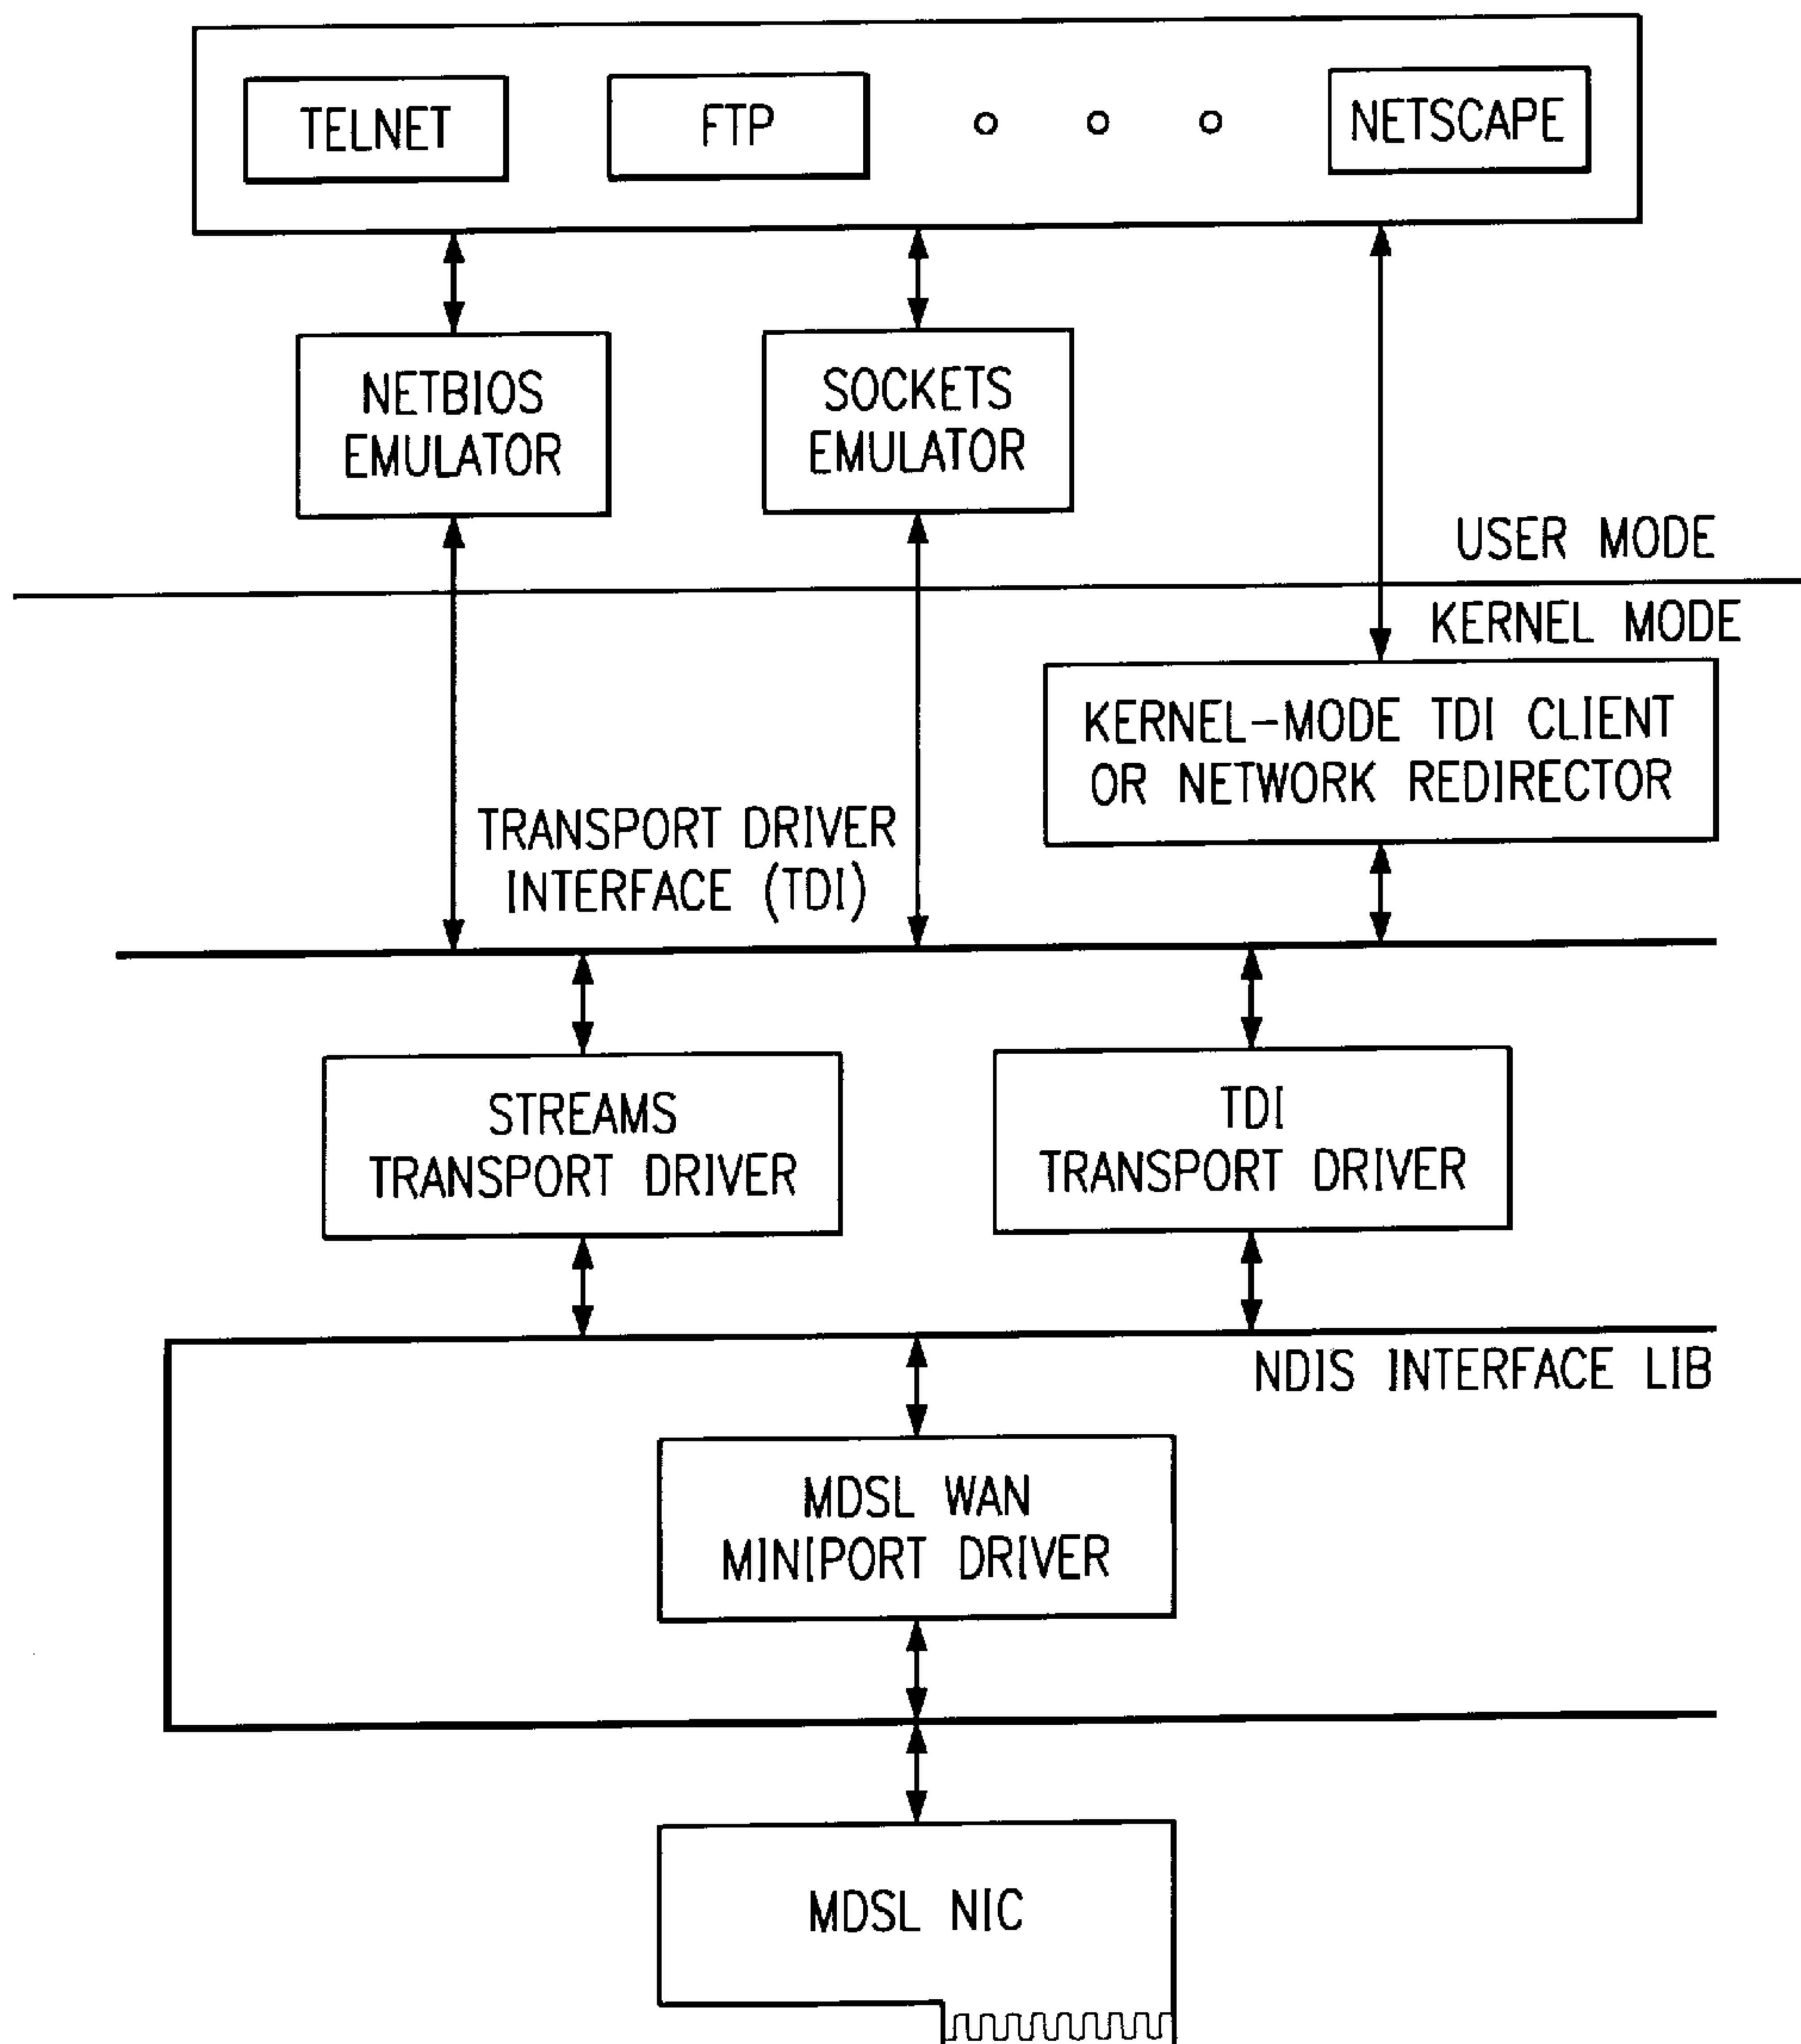 TELNET
FTP
NETSCAPE
NETBIOS
EMULATOR
SOCKETS
EMULATOR
USER MODE
KERNEL MODE
KERNEL-MODE TDI CLIENT
OR NETWORK REDIRECTOR
TRANSPORT DRIVER
INTERFACE (TDI)
STREAMS
TRANSPORT DRIVER
TDI
TRANSPORT DRIVER
NDIS INTERFACE LIB
MDSL WAN
MINIPORT DRIVER
MDSL NIC